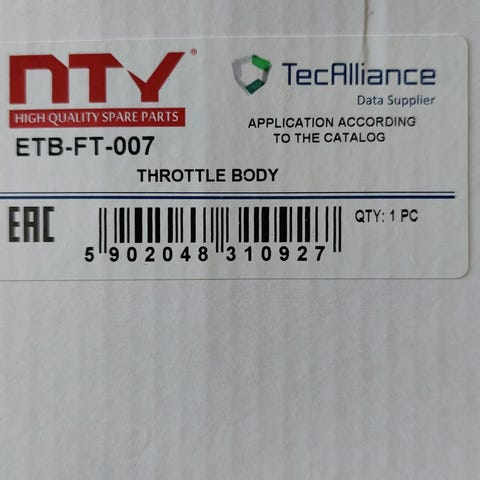 NTY®
HIGH QUALITY SPARE PARTS
TecAlliance
Data Supplier
APPLICATION ACCORDING
TO THE CATALOG
ETB-FT-007
THROTTLE BODY
EAC
QTY: 1 PC
5 902048 310927